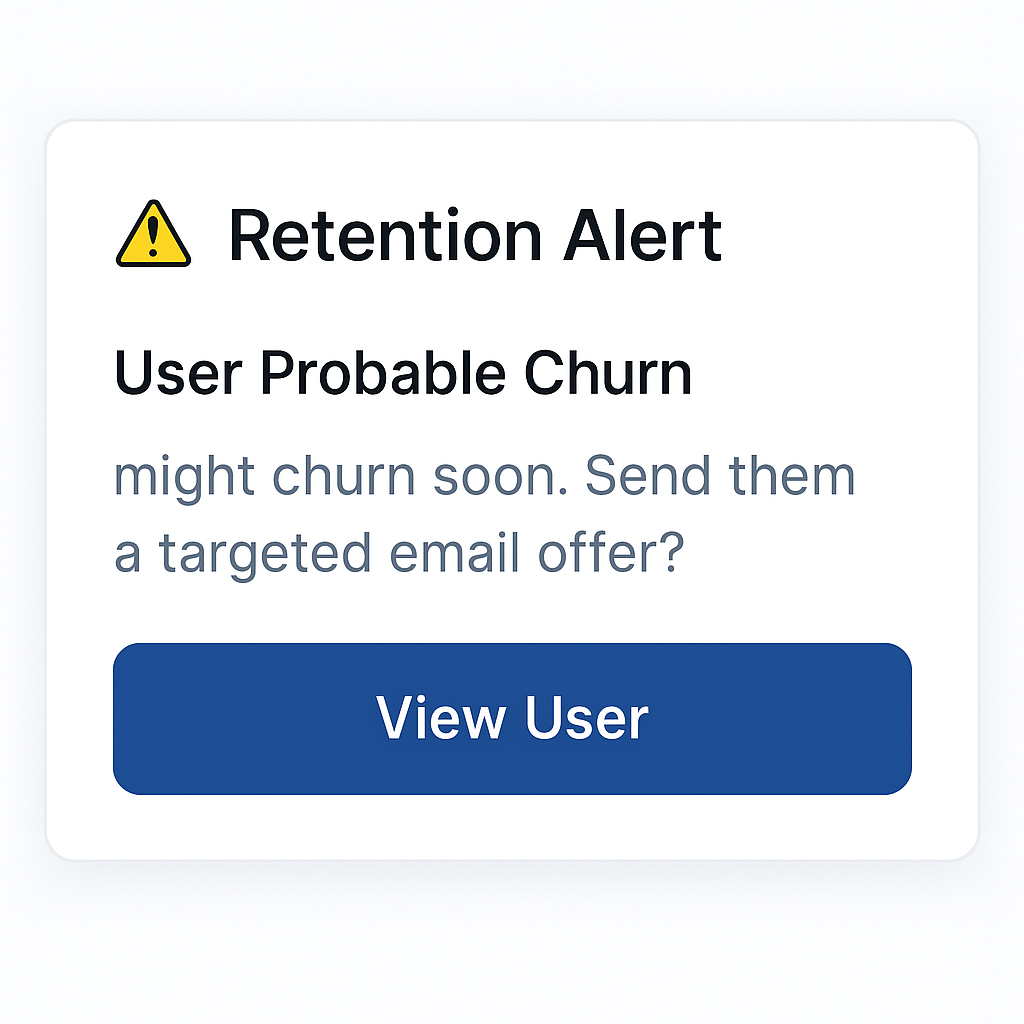 Retention Alert
User Probable Churn
might churn soon. Send them
a targeted email offer?
View User